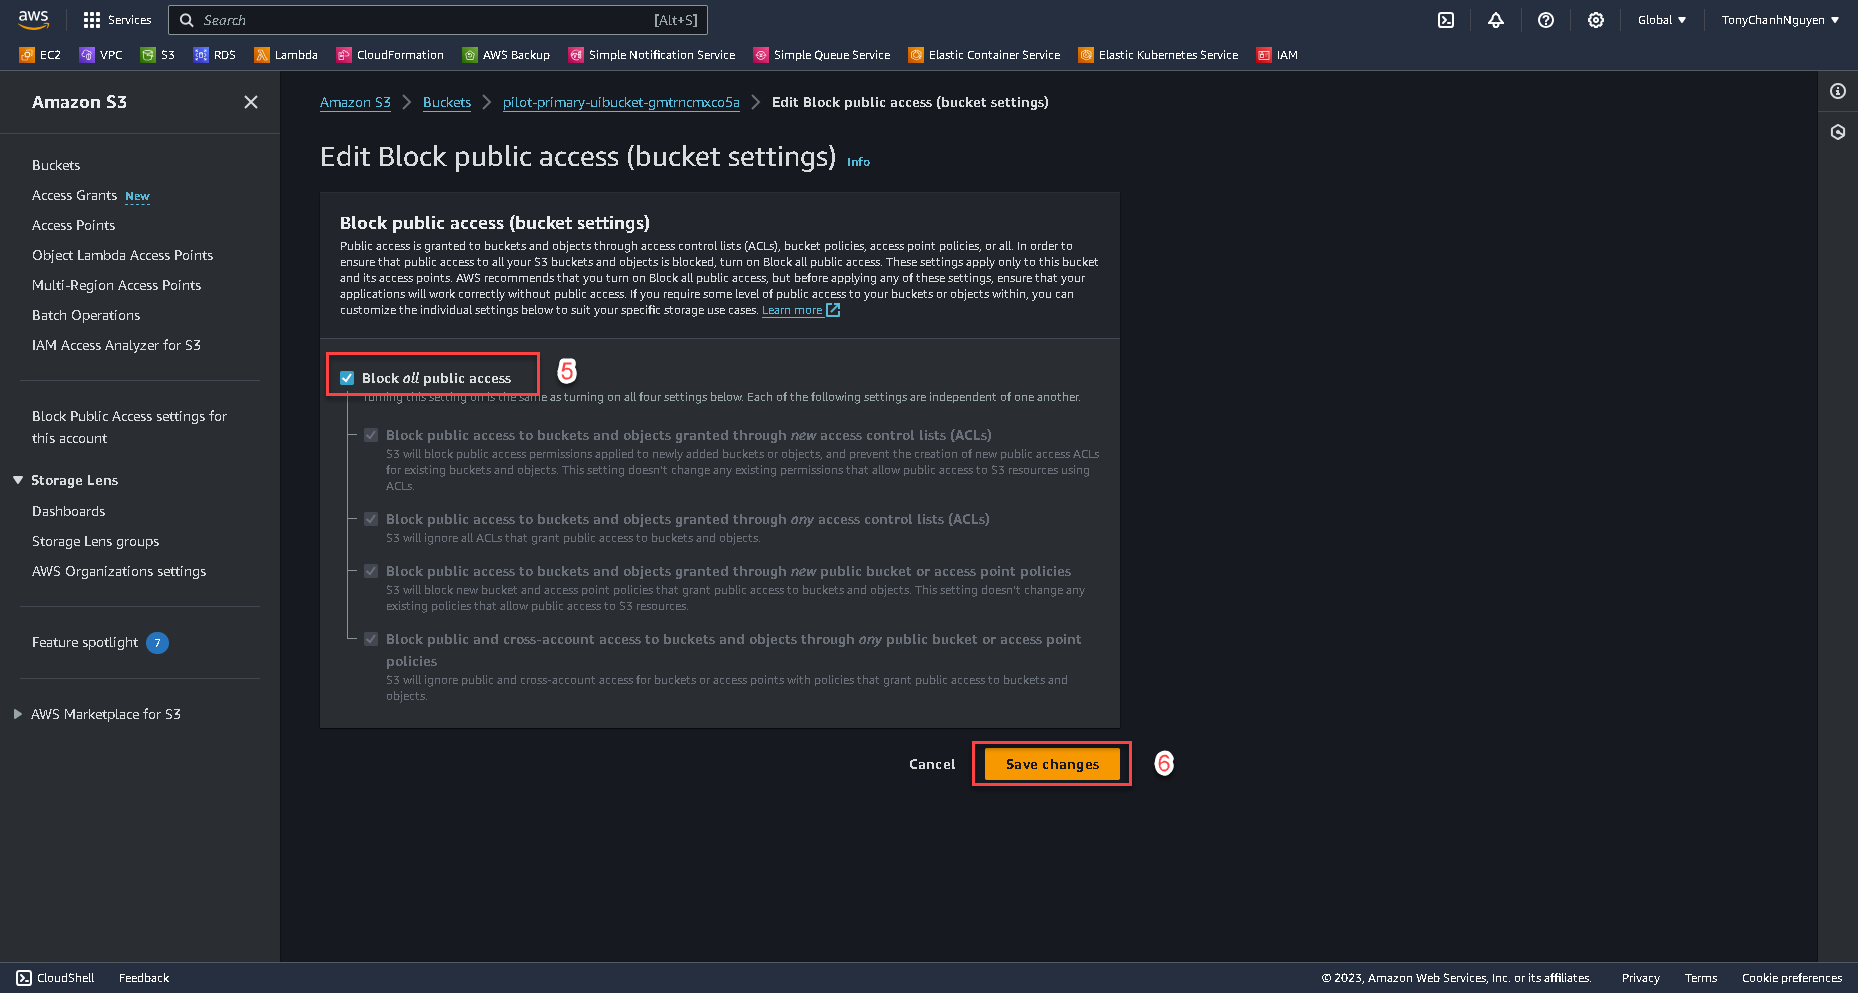 aws
Services
Search
[Alt+S]
Global ▼
TonyChanhNguyen ▼
EC2
VPC
S3
RDS
Lambda
CloudFormation
AWS Backup
Simple Notification Service
Simple Queue Service
Elastic Container Service
Elastic Kubernetes Service
IAM
Amazon S3
Buckets
Access Grants New
Access Points
Object Lambda Access Points
Multi-Region Access Points
Batch Operations
IAM Access Analyzer for S3
Block Public Access settings for
this account
Storage Lens
Dashboards
Storage Lens groups
AWS Organizations settings
Feature spotlight 7
AWS Marketplace for S3
Amazon S3 > Buckets > pilot-primary-uibucket-gmtrncmxco5a > Edit Block public access (bucket settings)
Edit Block public access (bucket settings) Info
Block public access (bucket settings)
Public access is granted to buckets and objects through access control lists (ACLs), bucket policies, access point policies, or all. In order to
ensure that public access to all your S3 buckets and objects is blocked, turn on Block all public access. These settings apply only to this bucket
and its access points. AWS recommends that you turn on Block all public access, but before applying any of these settings, ensure that your
applications will work correctly without public access. If you require some level of public access to your buckets or objects within, you can
customize the individual settings below to suit your specific storage use cases. Learn more
Block all public access
5
Turning this setting on is the same as turning on all four settings below. Each of the following settings are independent of one another.
Block public access to buckets and objects granted through new access control lists (ACLs)
S3 will block public access permissions applied to newly added buckets or objects, and prevent the creation of new public access ACLs
for existing buckets and objects. This setting doesn't change any existing permissions that allow public access to S3 resources using
ACLs.
Block public access to buckets and objects granted through any access control lists (ACLs)
S3 will ignore all ACLs that grant public access to buckets and objects.
Block public access to buckets and objects granted through new public bucket or access point policies
S3 will block new bucket and access point policies that grant public access to buckets and objects. This setting doesn't change any
existing policies that allow public access to S3 resources.
Block public and cross-account access to buckets and objects through any public bucket or access point
policies
S3 will ignore public and cross-account access for buckets or access points with policies that grant public access to buckets and
objects.
Cancel
Save changes
6
CloudShell
Feedback
© 2023, Amazon Web Services, Inc. or its affiliates.
Privacy
Terms
Cookie preferences